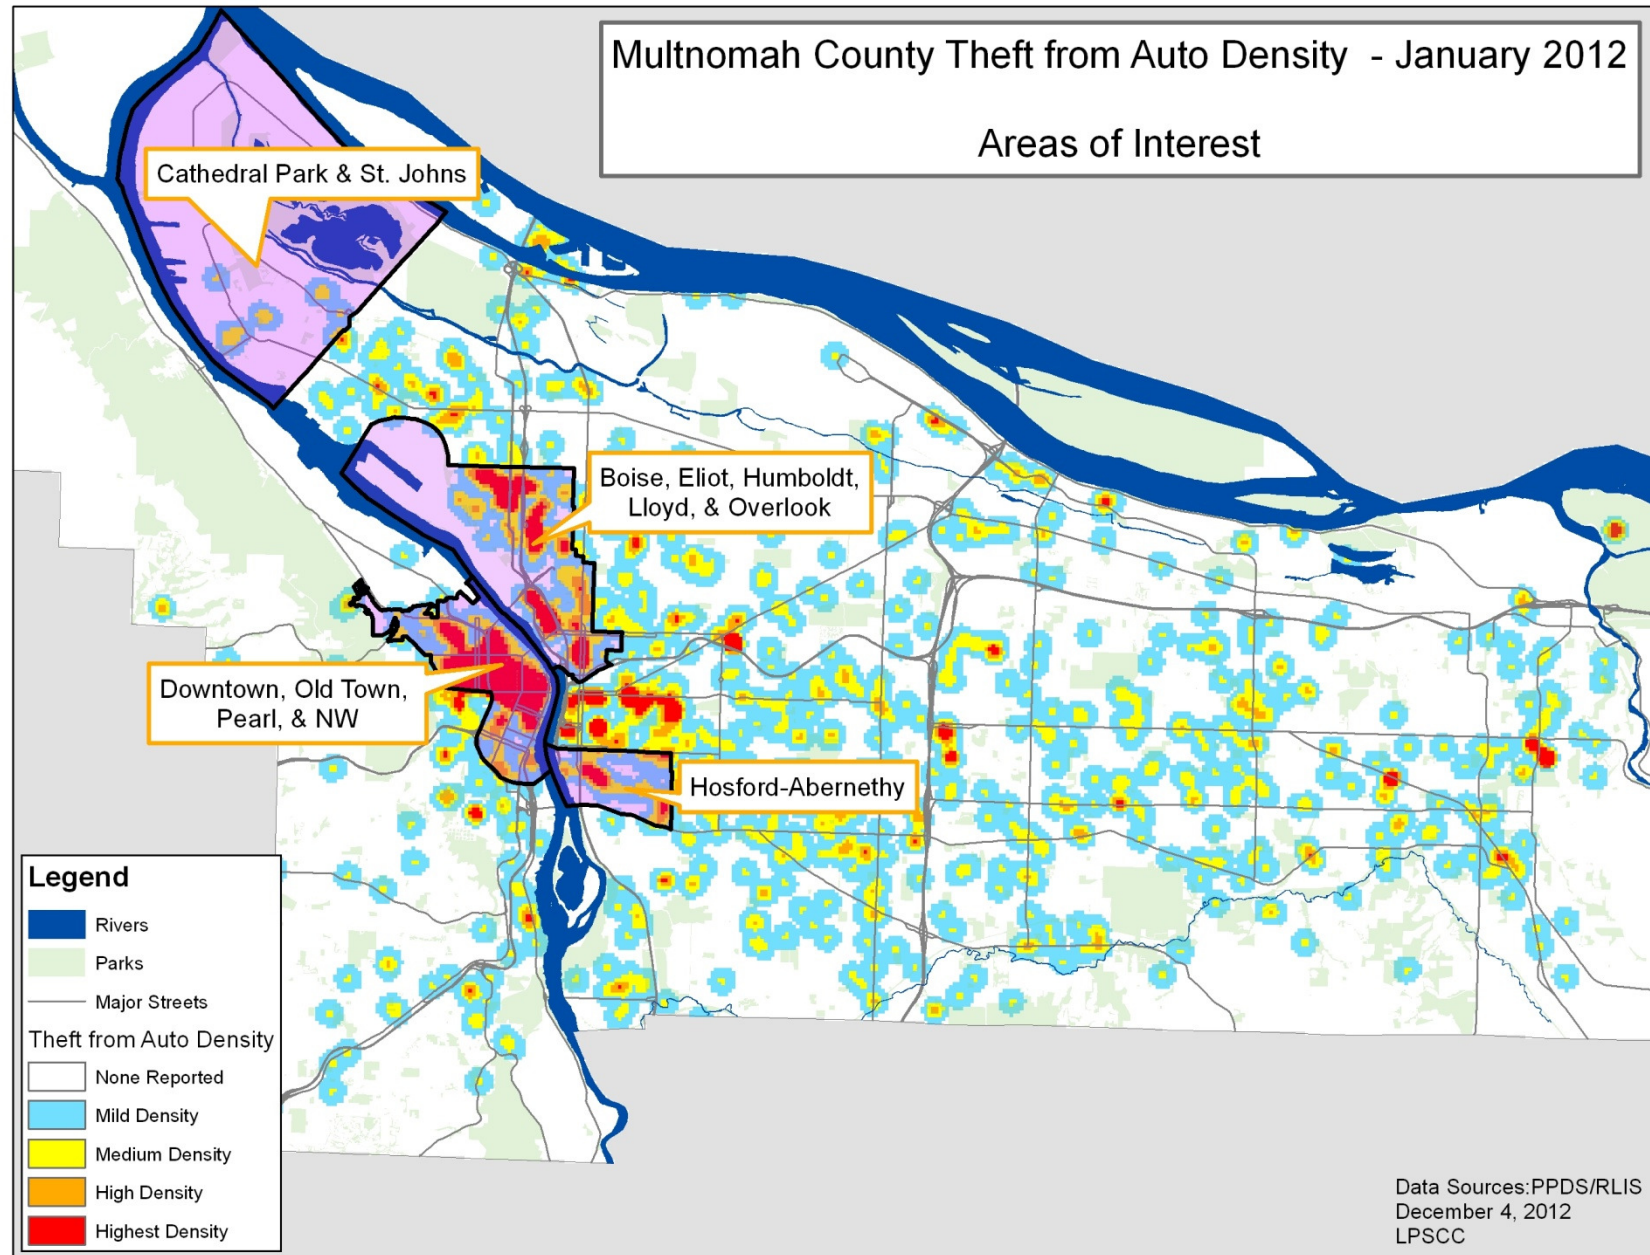 Multnomah County Theft from Auto Density - January 2012
Areas of Interest
Cathedral Park & St. Johns
Boise, Eliot, Humboldt,
Lloyd, & Overlook
Downtown, Old Town,
Pearl, & NW
Hosford-Abernethy
Legend
Rivers
Parks
Major Streets
Theft from Auto Density
None Reported
Mild Density
Medium Density
High Density
Highest Density
Data Sources:PPDS/RLIS
December 4, 2012
LPSCC